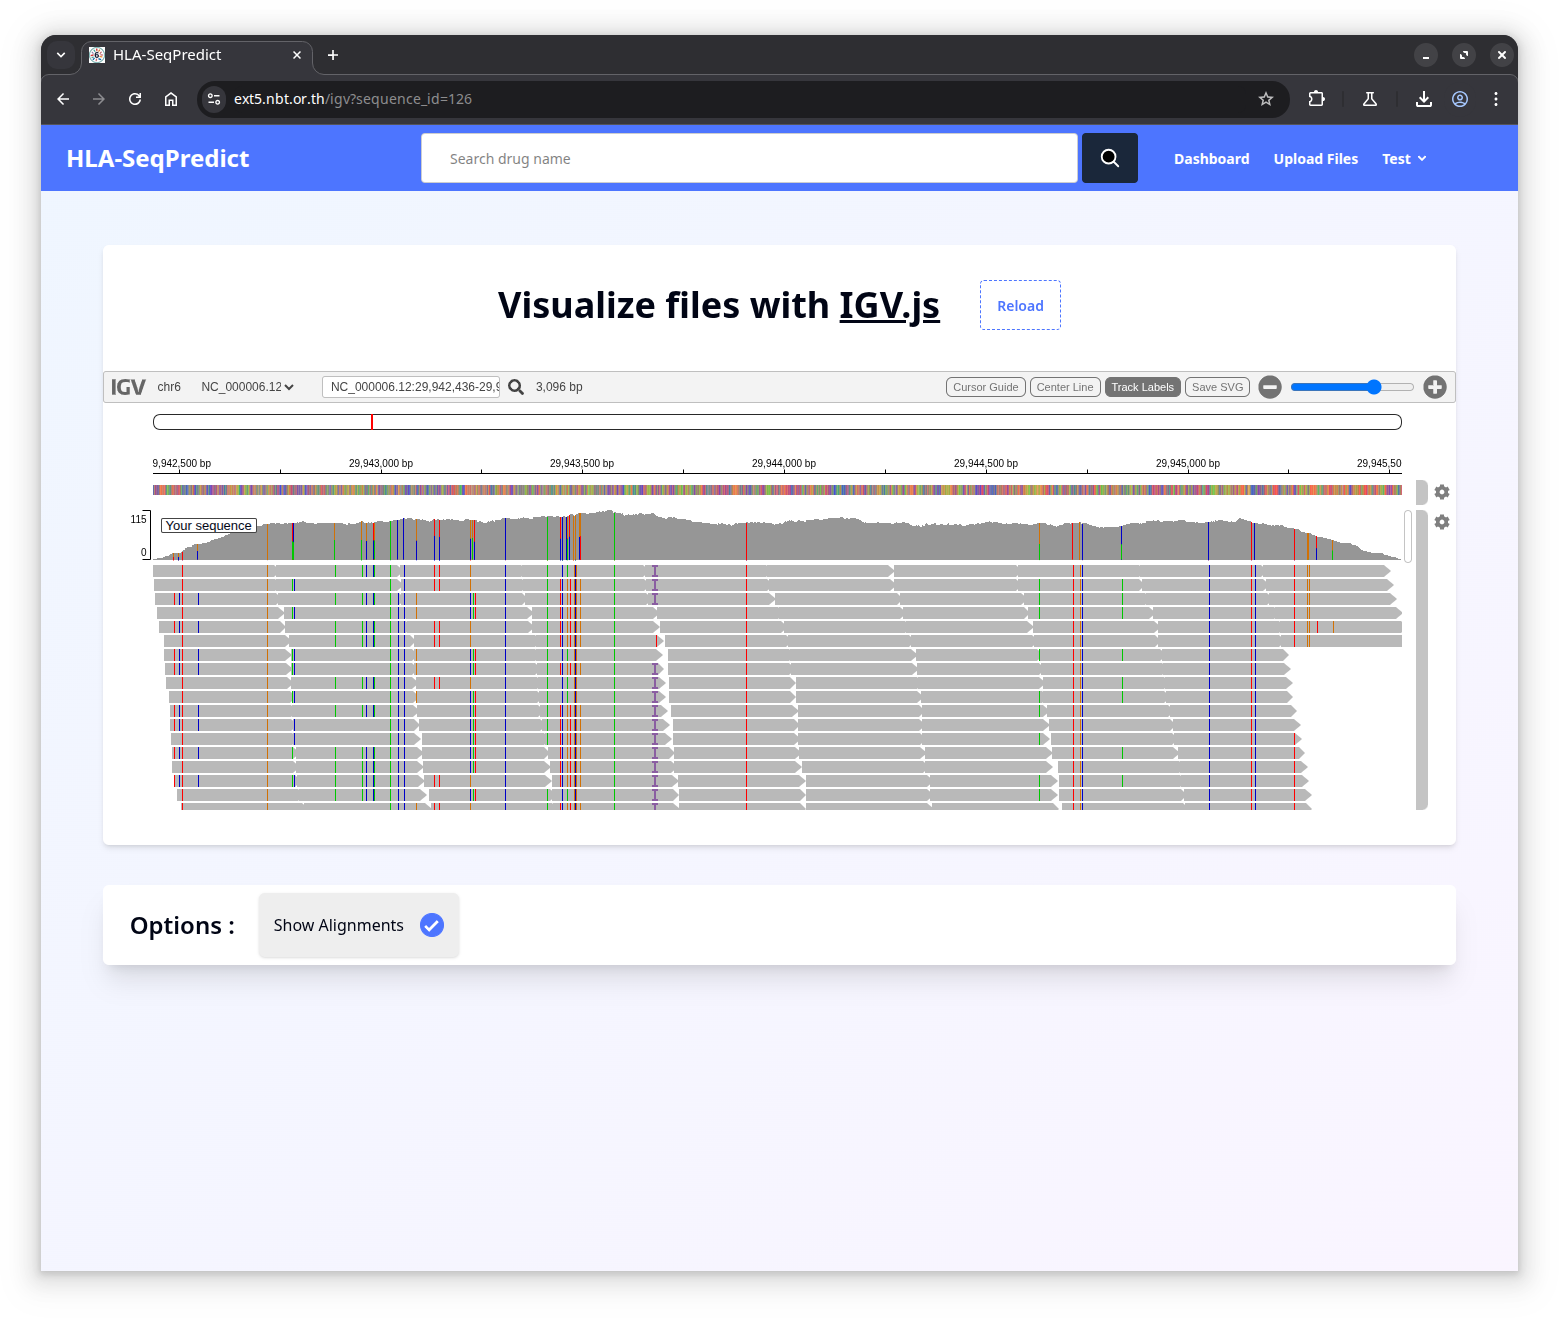 HLA-SeqPredict
ext5.nbt.or.th/igv?sequence_id=126
HLA-SeqPredict
Search drug name
Dashboard
Upload Files
Test
Visualize files with IGV.js
Reload
IGV
chr6
NC_000006.12
NC_000006.12:29,942,436-29,9
3,096 bp
Cursor Guide
Center Line
Track Labels
Save SVG
9,942,500 bp
29,943,000 bp
29,943,500 bp
29,944,000 bp
29,944,500 bp
29,945,000 bp
29,945,50
115
0
Your sequence
Options :
Show Alignments